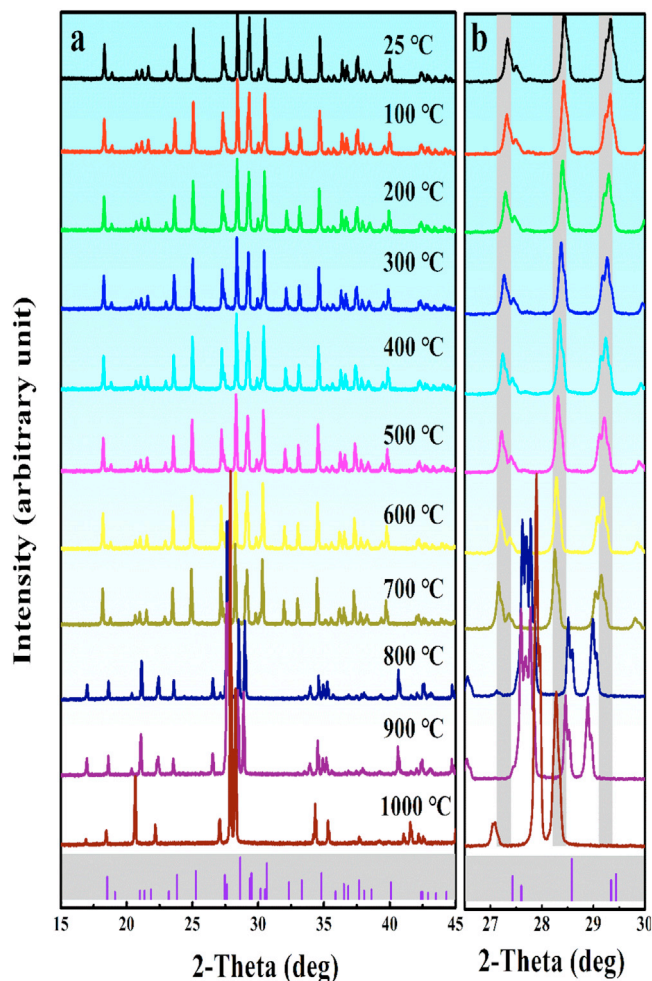 a
b
25 °C
100 °C
200 °C
300 °C
400 °C
500 °C
600 °C
700 °C
800 °C
900 °C
1000 °C
Intensity (arbitrary unit)
15 20 25 30 35 40 45
27 28 29 30
2-Theta (deg)
2-Theta (deg)